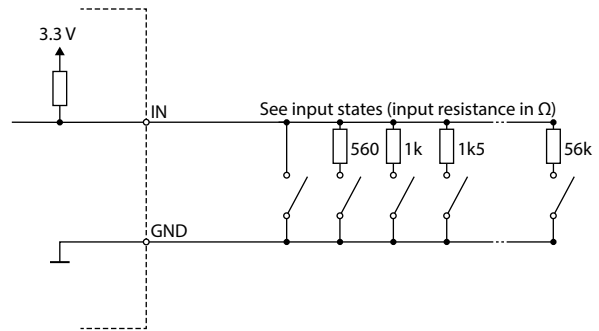 3.3 V
IN
See input states (input resistance in Ω)
560
1k
1k5
56k
GND